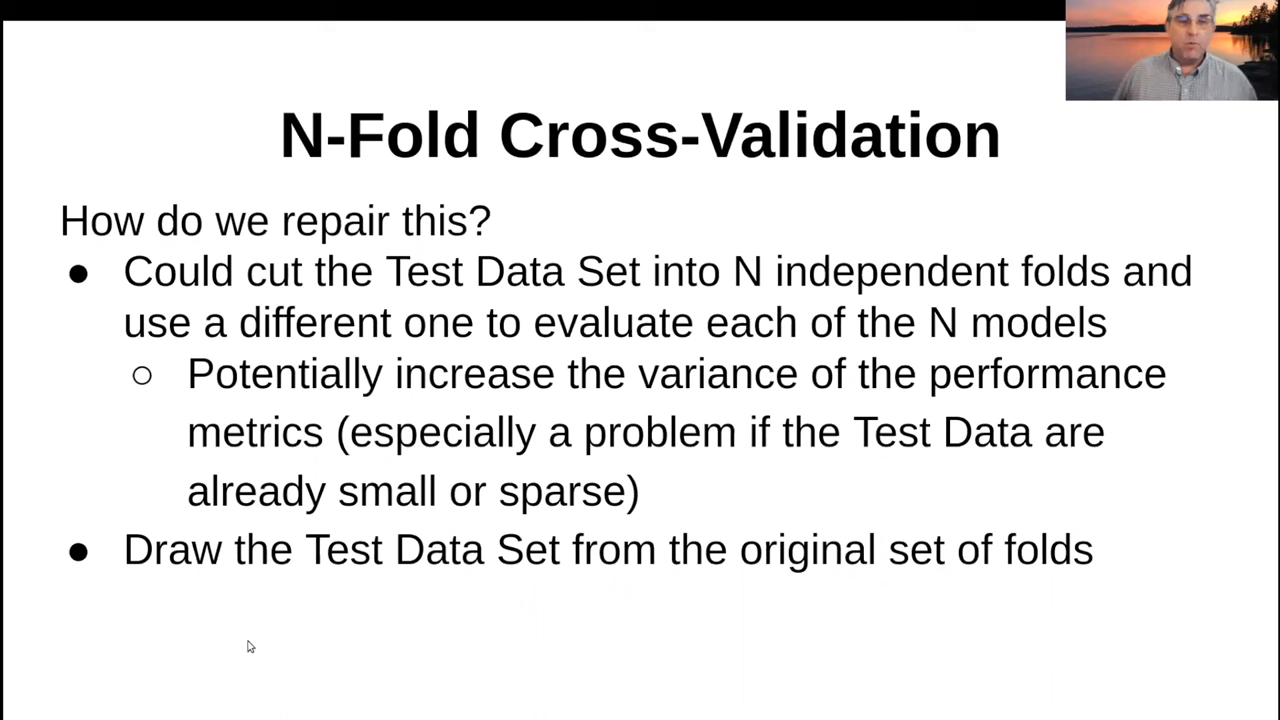 N-Fold Cross-Validation
How do we repair this?
● Could cut the Test Data Set into N independent folds and
use a different one to evaluate each of the N models
○ Potentially increase the variance of the performance
metrics (especially a problem if the Test Data are
already small or sparse)
● Draw the Test Data Set from the original set of folds